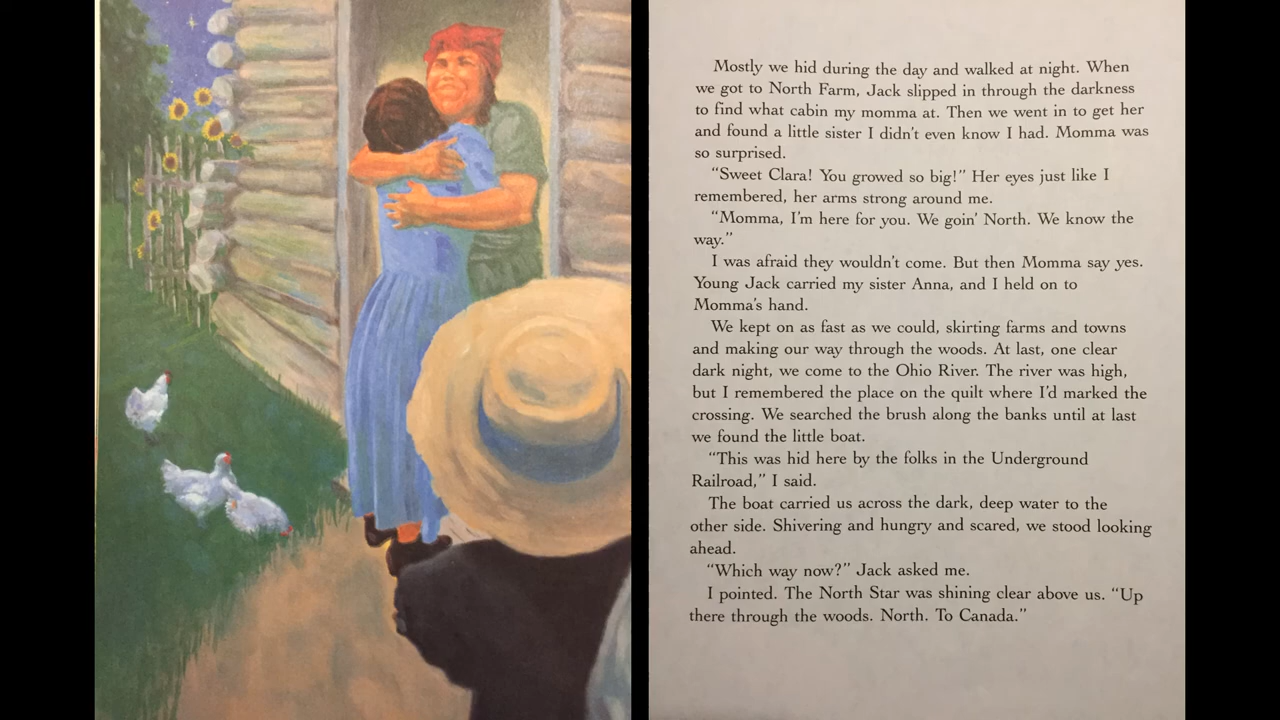 Mostly we hid during the day and walked at night. When
we got to North Farm, Jack slipped in through the darkness
to find what cabin my momma at. Then we went in to get her
and found a little sister I didn't even know I had. Momma was
so surprised.
"Sweet Clara! You growed so big!" Her eyes just like I
remembered, her arms strong around me.
"Momma, I'm here for you. We goin' North. We know the
way."
I was afraid they wouldn't come. But then Momma say yes.
Young Jack carried my sister Anna, and I held on to
Momma's hand.
We kept on as fast as we could, skirting farms and towns
and making our way through the woods. At last, one clear
dark night, we come to the Ohio River. The river was high,
but I remembered the place on the quilt where I'd marked the
crossing. We searched the brush along the banks until at last
we found the little boat.
"This was hid here by the folks in the Underground
Railroad," I said.
The boat carried us across the dark, deep water to the
other side. Shivering and hungry and scared, we stood looking
ahead.
"Which way now?" Jack asked me.
I pointed. The North Star was shining clear above us. "Up
there through the woods. North. To Canada."